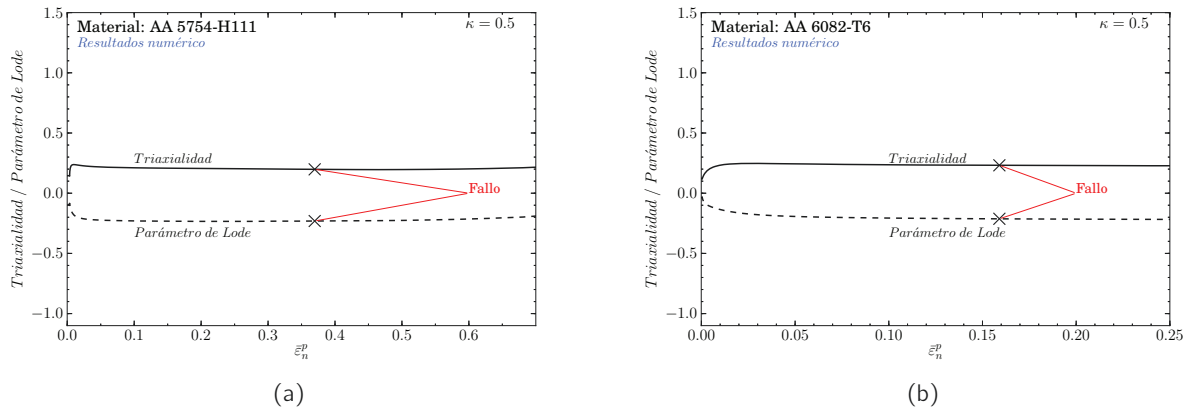 Material: AA 5754-H111
κ = 0.5
Resultados numérico
Triaxialidad / Parámetro de Lode
1.5
1.0
0.5
0.0
−0.5
−1.0
Triaxialidad
Fallo
Parámetro de Lode
0.0 0.1 0.2 0.3 0.4 0.5 0.6
ε̄ₙᵖ
(a)
Material: AA 6082-T6
κ = 0.5
Resultados numérico
Triaxialidad / Parámetro de Lode
1.5
1.0
0.5
0.0
−0.5
−1.0
Triaxialidad
Fallo
Parámetro de Lode
0.00 0.05 0.10 0.15 0.20 0.25
ε̄ₙᵖ
(b)